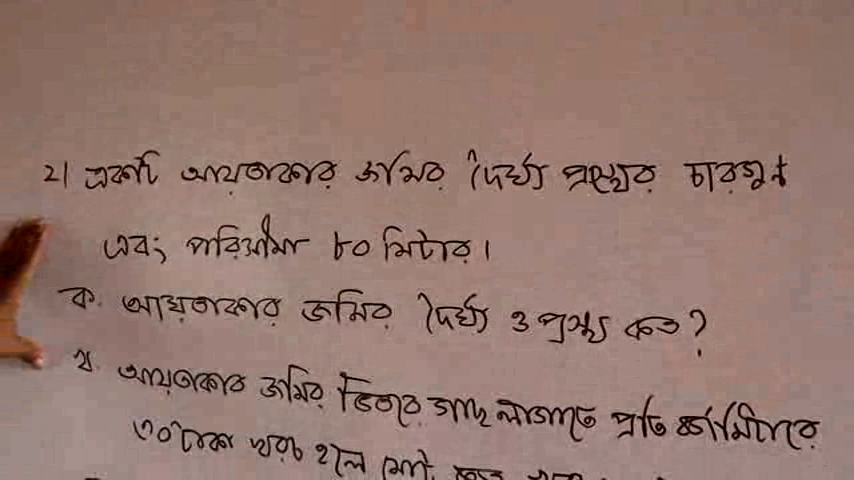 ২। একটি আয়তাকার জমির দৈর্ঘ্য প্রস্থের চারগুণ
এবং পরিসীমা ৮০ মিটার।
ক. আয়তাকার জমির দৈর্ঘ্য ও প্রস্থ কত?
খ. আয়তাকার জমির ভিতরে গাছ লাগাতে প্রতি বর্গমিটারে
৩০ টাকা খরচ হলে মোট কত